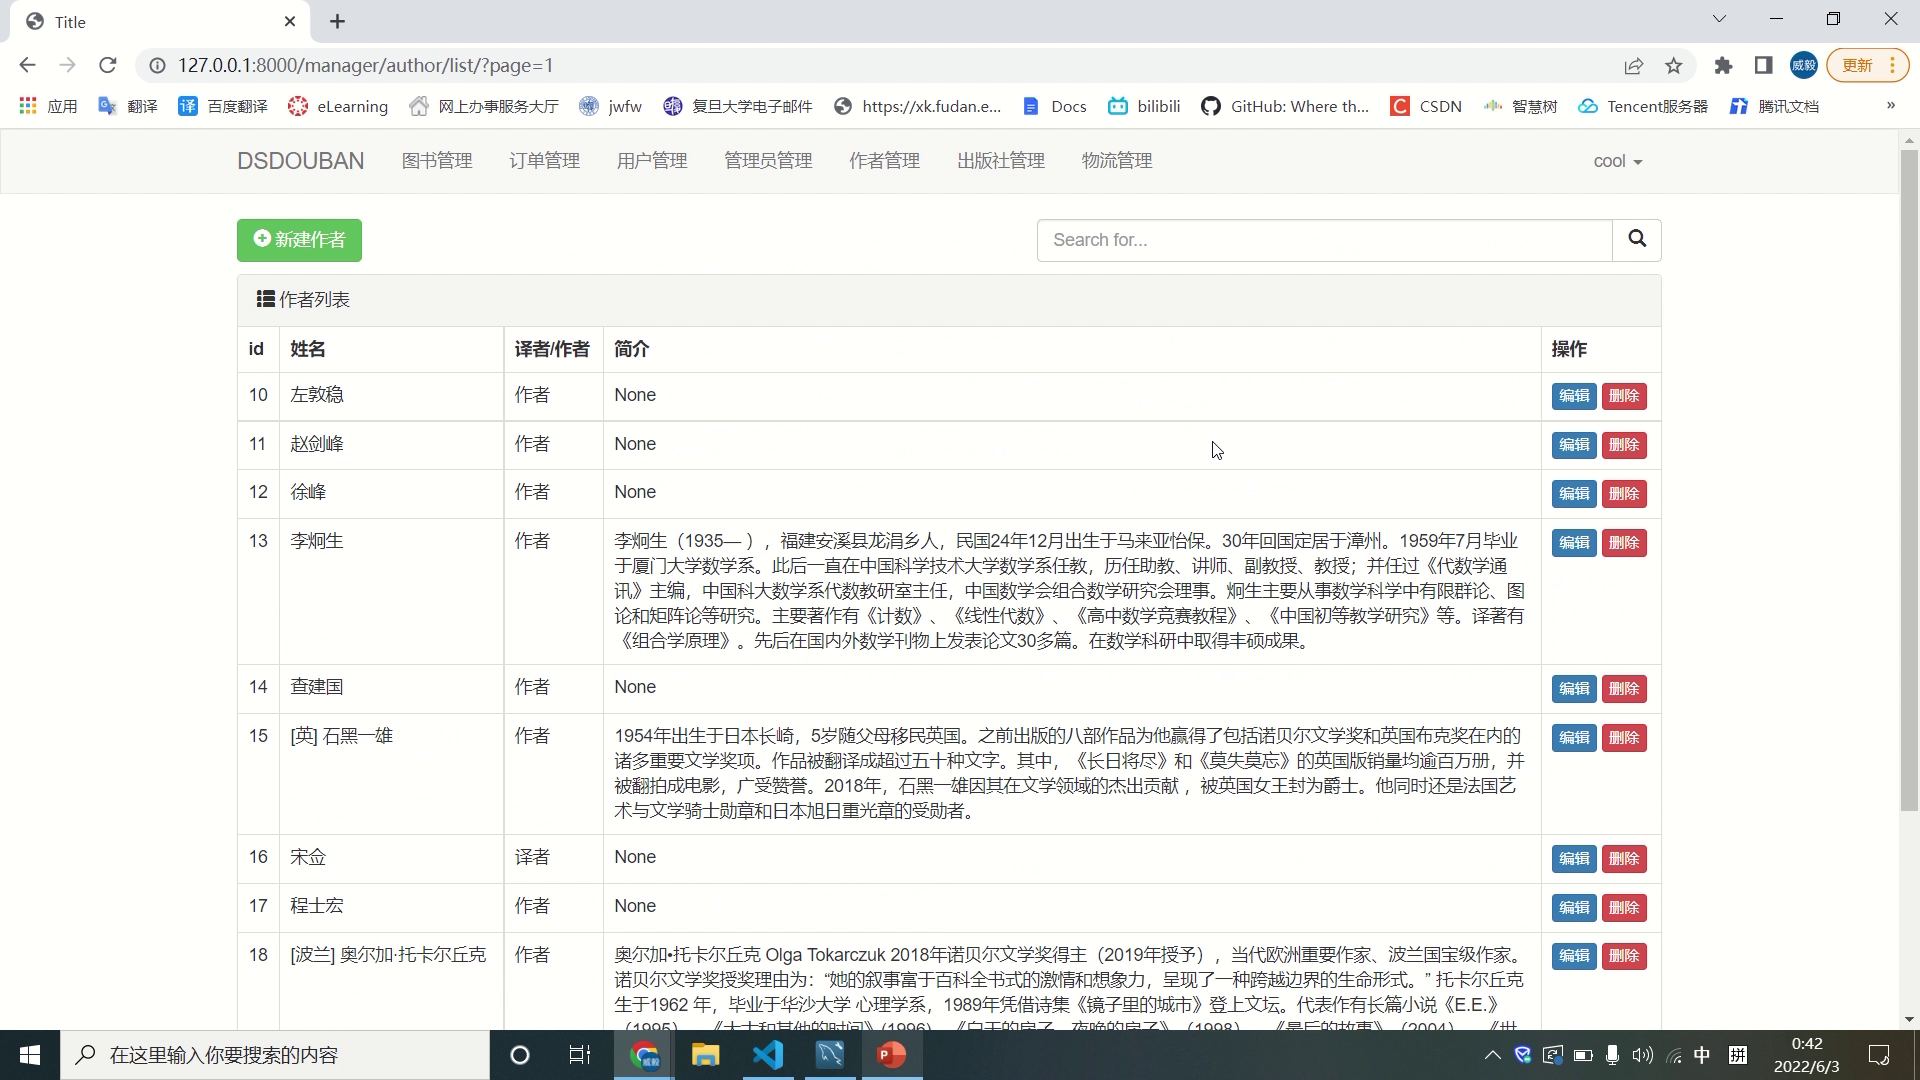 Title
127.0.0.1:8000/manager/author/list/?page=1
威毅
更新
应用
翻译
译 百度翻译
eLearning
网上办事服务大厅
jwfw
复旦大学电子邮件
https://xk.fudan.e...
Docs
bilibili
GitHub: Where th...
CSDN
智慧树
Tencent服务器
腾讯文档
»
DSDOUBAN 图书管理 订单管理 用户管理 管理员管理 作者管理 出版社管理 物流管理 cool
新建作者
Search for...
作者列表
id 姓名 译者/作者 简介 操作
10 左敦稳 作者 None 编辑 删除
11 赵剑峰 作者 None 编辑 删除
12 徐峰 作者 None 编辑 删除
13 李炯生 作者 李炯生（1935— ），福建安溪县龙涓乡人，民国24年12月出生于马来亚怡保。30年回国定居于漳州。1959年7月毕业 编辑 删除
于厦门大学数学系。此后一直在中国科学技术大学数学系任教，历任助教、讲师、副教授、教授；并任过《代数学通
讯》主编，中国科大数学系代数教研室主任，中国数学会组合数学研究会理事。炯生主要从事数学科学中有限群论、图
论和矩阵论等研究。主要著作有《计数》、《线性代数》、《高中数学竞赛教程》、《中国初等教学研究》等。译著有
《组合学原理》。先后在国内外数学刊物上发表论文30多篇。在数学科研中取得丰硕成果。
14 查建国 作者 None 编辑 删除
15 [英] 石黑一雄 作者 1954年出生于日本长崎，5岁随父母移民英国。之前出版的八部作品为他赢得了包括诺贝尔文学奖和英国布克奖在内的 编辑 删除
诸多重要文学奖项。作品被翻译成超过五十种文字。其中，《长日将尽》和《莫失莫忘》的英国版销量均逾百万册，并
被翻拍成电影，广受赞誉。2018年，石黑一雄因其在文学领域的杰出贡献 ，被英国女王封为爵士。他同时还是法国艺
术与文学骑士勋章和日本旭日重光章的受勋者。
16 宋佥 译者 None 编辑 删除
17 程士宏 作者 None 编辑 删除
18 [波兰] 奥尔加·托卡尔丘克 作者 奥尔加•托卡尔丘克 Olga Tokarczuk 2018年诺贝尔文学奖得主（2019年授予），当代欧洲重要作家、波兰国宝级作家。 编辑 删除
诺贝尔文学奖授奖理由为：“她的叙事富于百科全书式的激情和想象力，呈现了一种跨越边界的生命形式。” 托卡尔丘克
生于1962 年，毕业于华沙大学 心理学系，1989年凭借诗集《镜子里的城市》登上文坛。代表作有长篇小说《E.E.》
（1995）、《太古和其他的时间》(1996)、《白天的房子，夜晚的房子》（1998）、《最后的故事》（2004）、《世
在这里输入你要搜索的内容
中
拼
0:42
2022/6/3